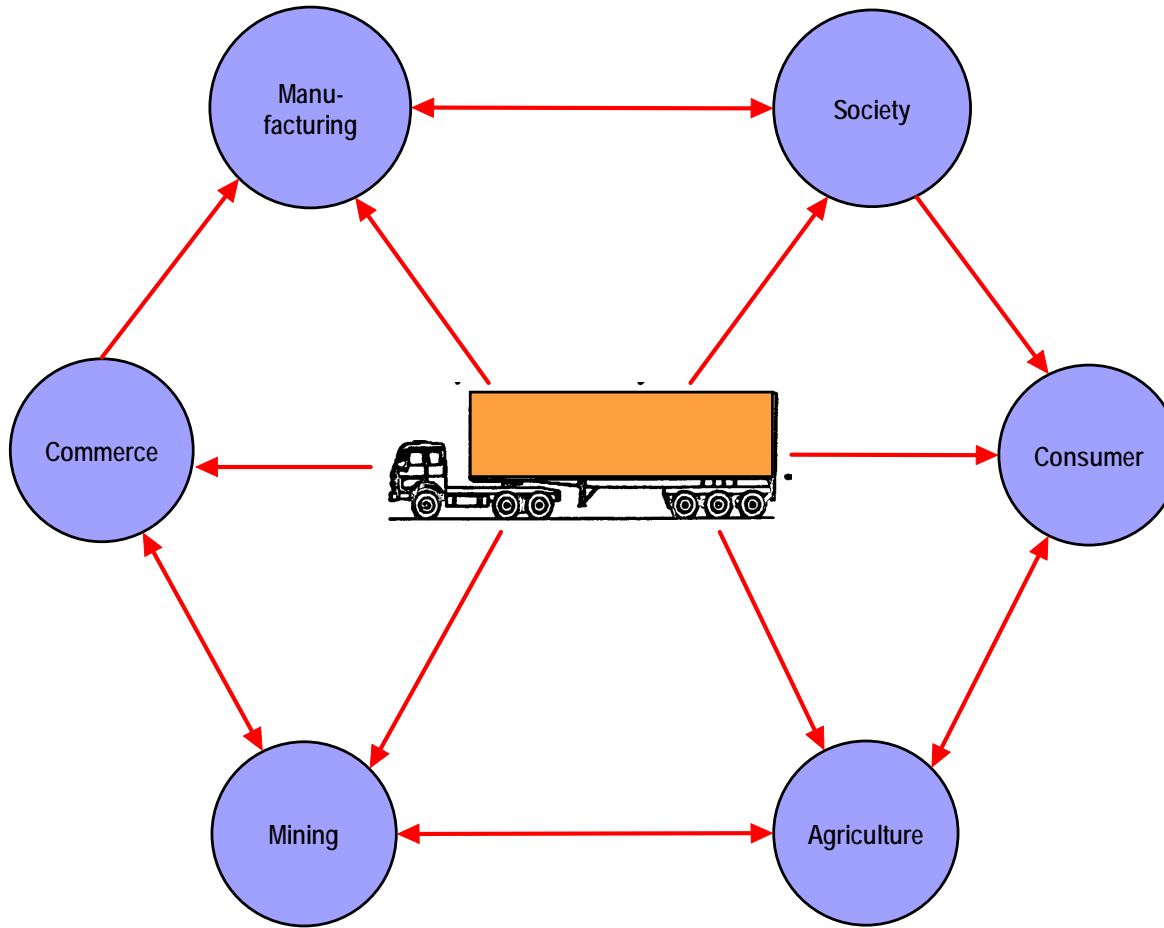 Manu-
facturing
Society
Commerce
Consumer
Mining
Agriculture